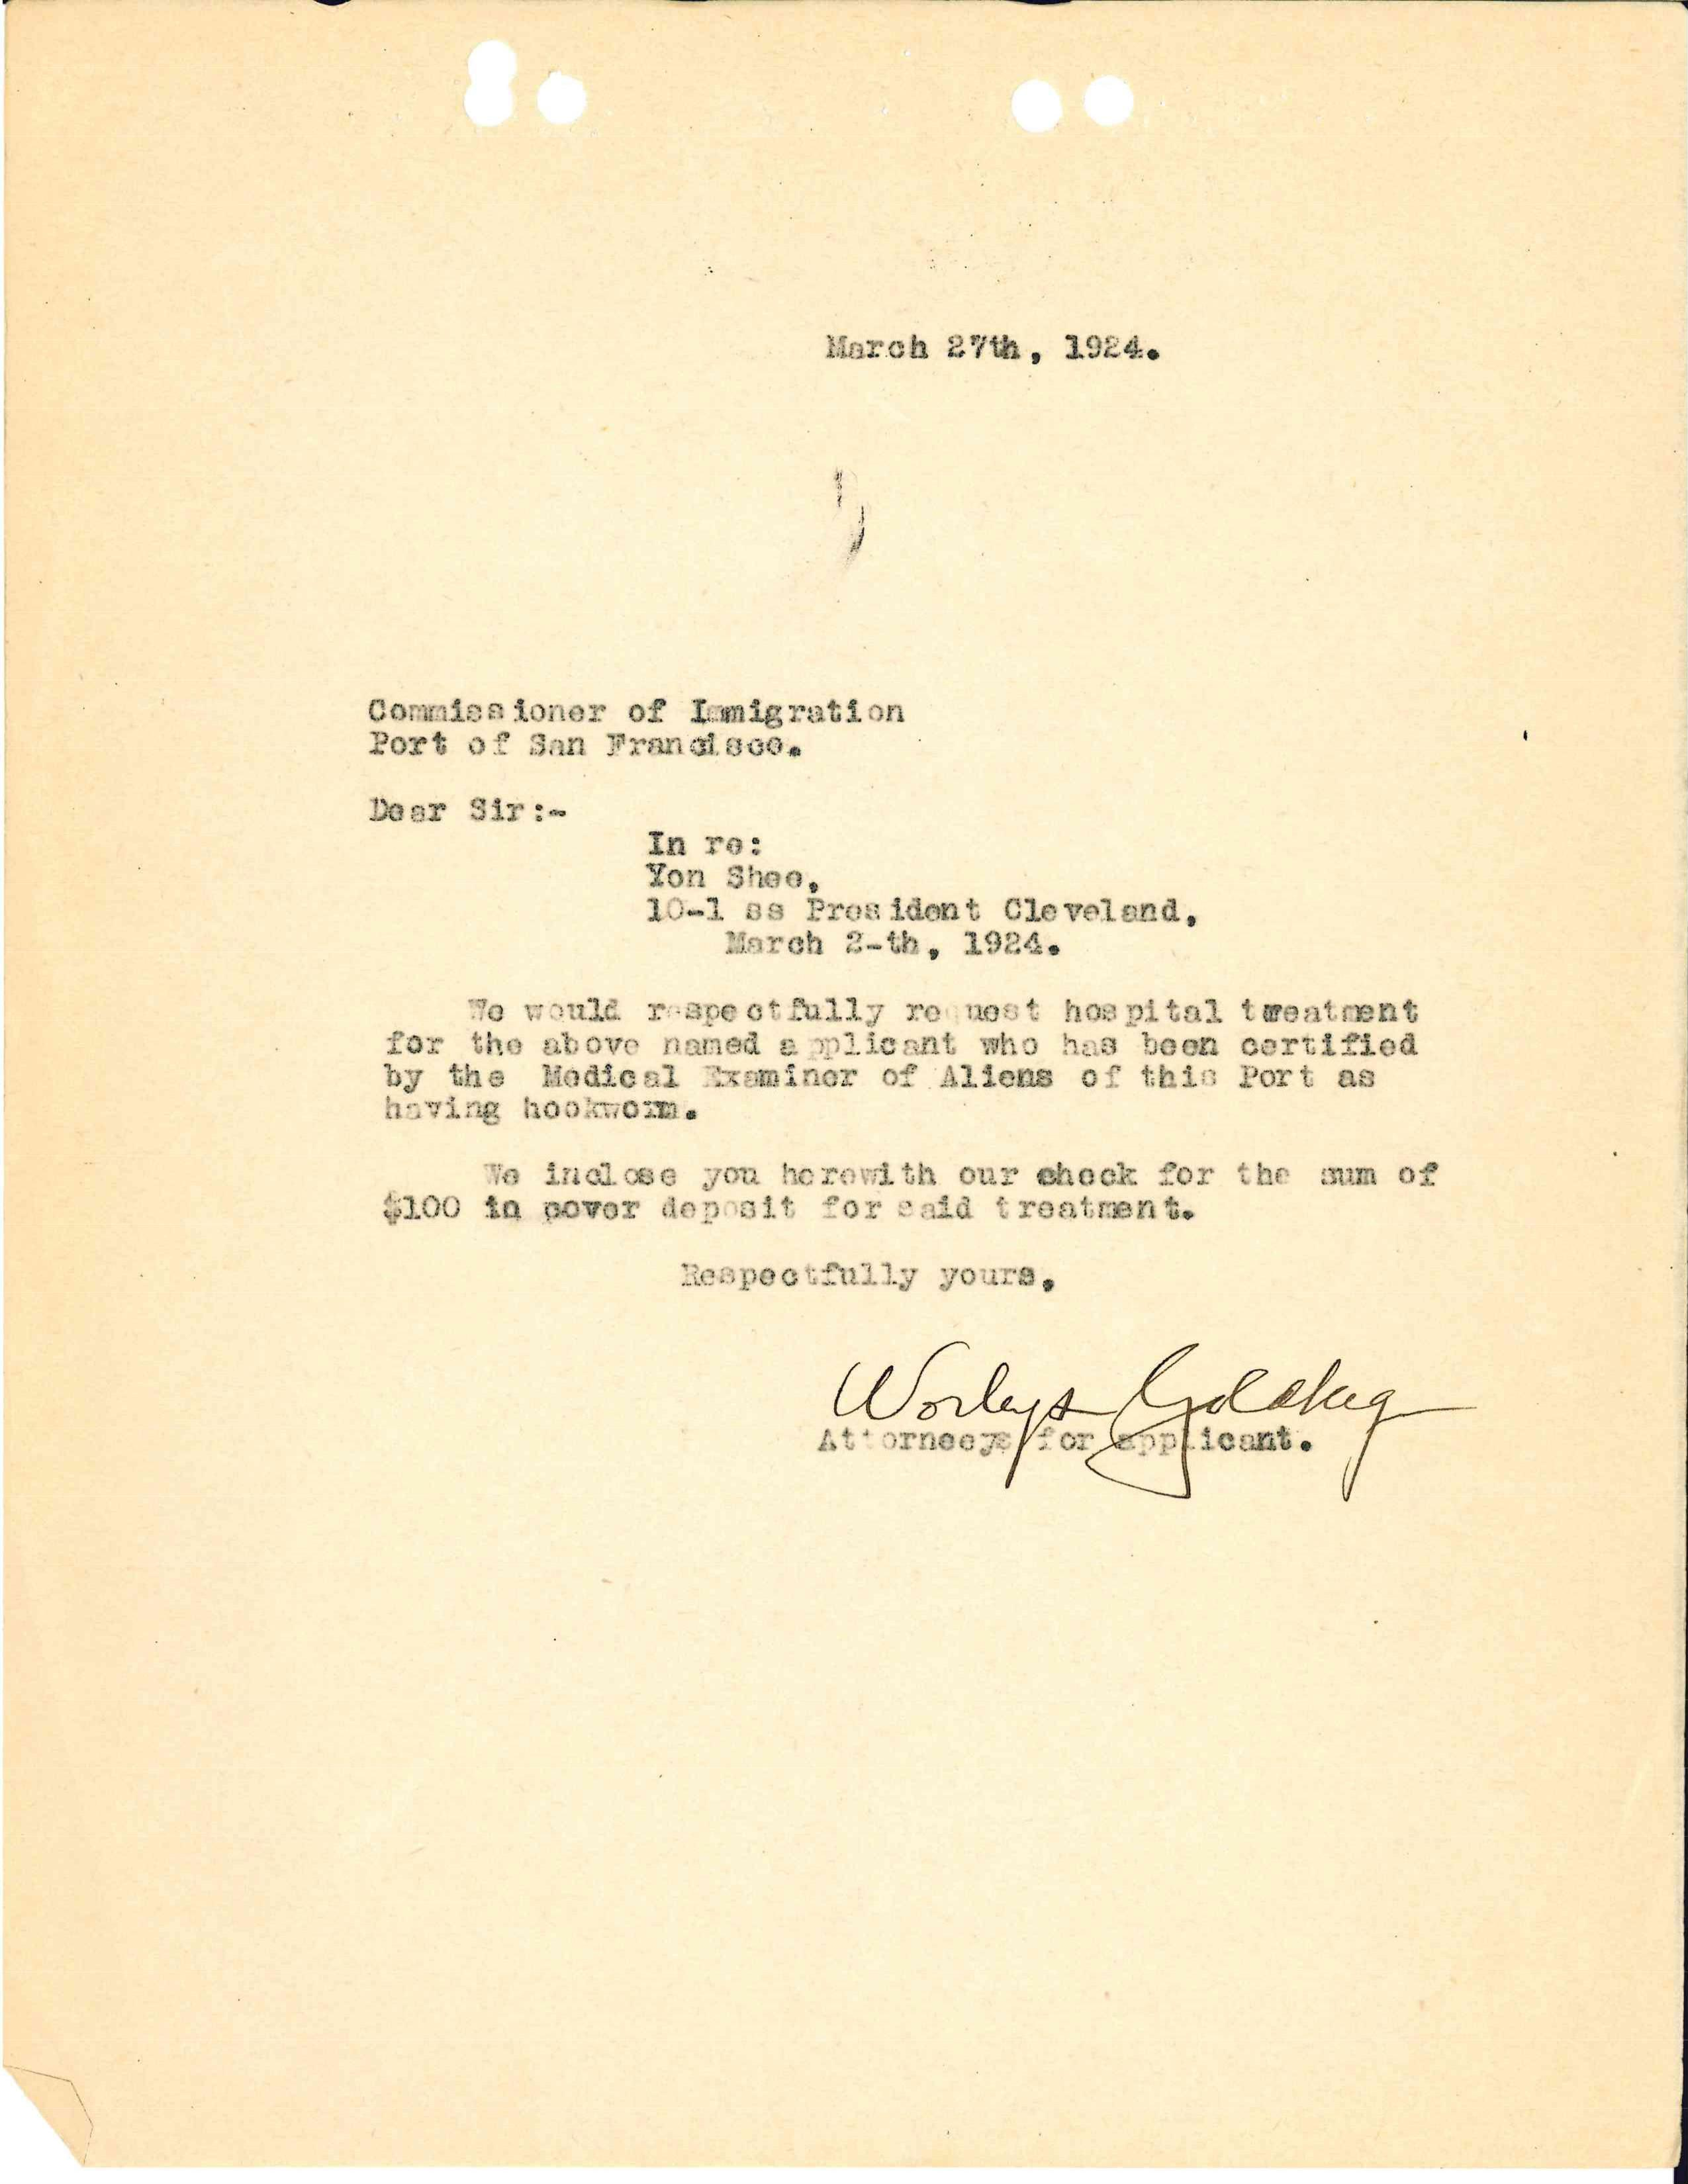 March 27th, 1924.
Commissioner of Immigration
Port of San Francisco.
Dear Sir:-
In re:
Yon Shee,
10-1 ss President Cleveland,
March 2-th, 1924.
We would respectfully request hospital treatment
for the above named applicant who has been certified
by the Medical Examiner of Aliens of this Port as
having hookworm.
We inclose you herewith our check for the sum of
$100 to cover deposit for said treatment.
Respectfully yours,
Attorneeys for applicant.